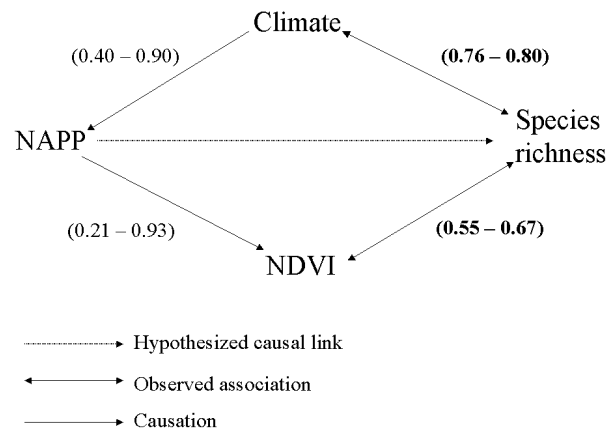 Climate
(0.40 – 0.90)
(0.76 – 0.80)
NAPP
Species
richness
(0.21 – 0.93)
(0.55 – 0.67)
NDVI
Hypothesized causal link
Observed association
Causation